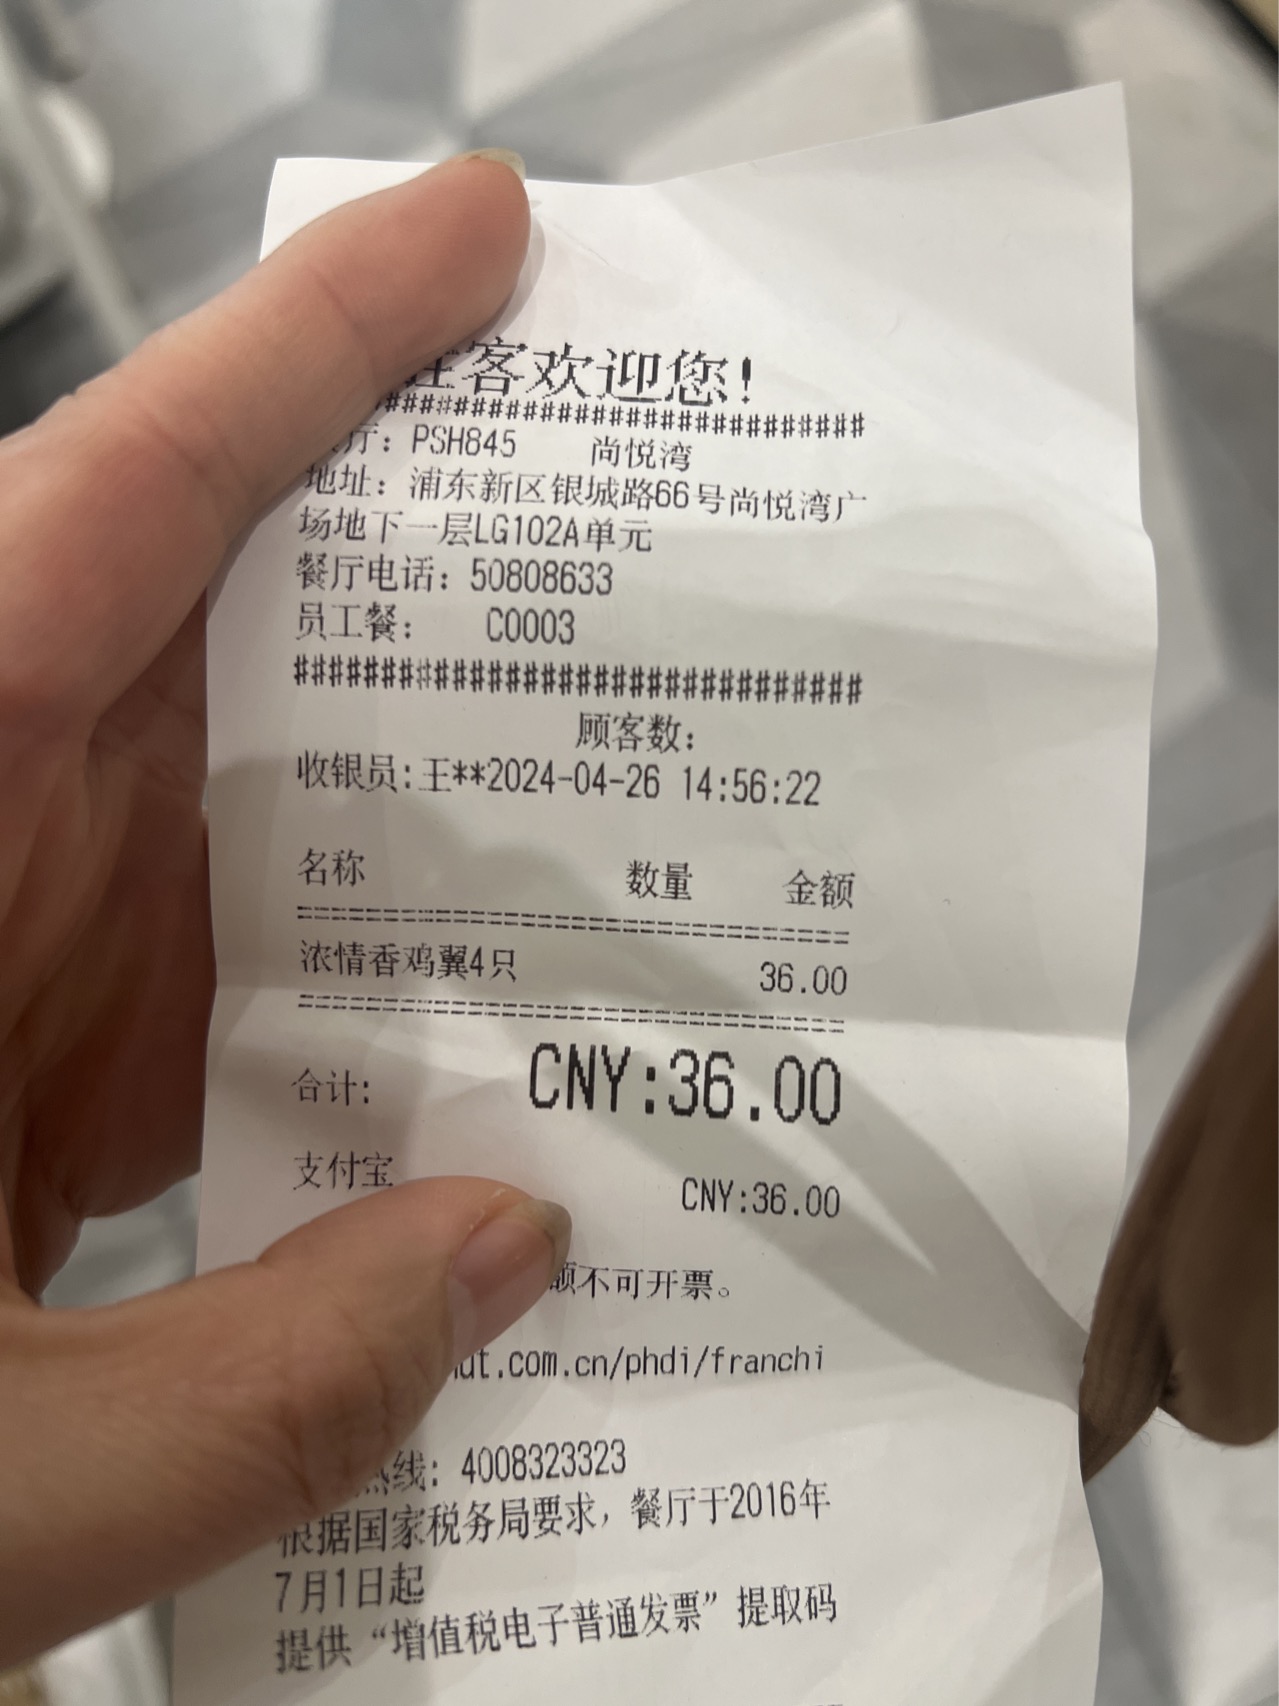 客欢迎您!
################################
厅: PSH845 尚悦湾
地址: 浦东新区银城路66号尚悦湾广
场地下一层LG102A单元
餐厅电话: 50808633
员工餐: C0003
################################
顾客数:
收银员:王**2024-04-26 14:56:22
名称 数量 金额
================================
浓情香鸡翼4只 36.00
================================
合计: CNY:36.00
支付宝
CNY:36.00
额不可开票。
ut.com.cn/phdi/franchi
热线: 4008323323
根据国家税务局要求, 餐厅于2016年
7月1日起
提供“增值税电子普通发票”提取码